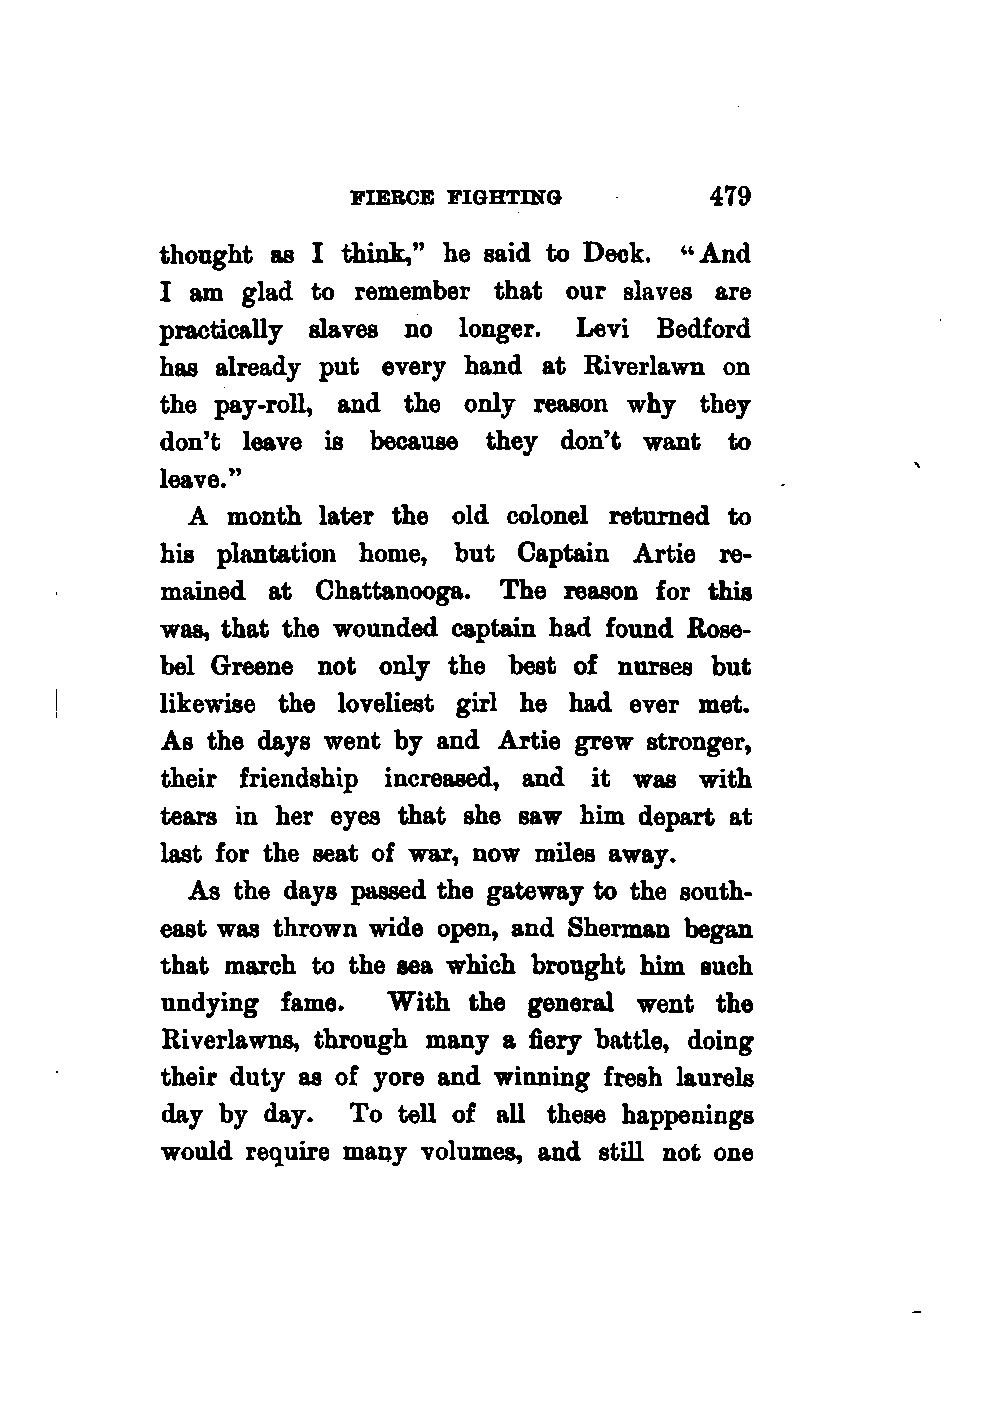 FIERCE FIGHTING 479
thought as I think,” he said to Deck. “And
I am glad to remember that our slaves are
practically slaves no longer. Levi Bedford
has already put every hand at Riverlawn on
the pay-roll, and the only reason why they
don’t leave is because they don’t want to
leave.”
A month later the old colonel returned to
his plantation home, but Captain Artie re-
mained at Chattanooga. The reason for this
was, that the wounded captain had found Rose-
bel Greene not only the best of nurses but
likewise the loveliest girl he had ever met.
As the days went by and Artie grew stronger,
their friendship increased, and it was with
tears in her eyes that she saw him depart at
last for the seat of war, now miles away.
As the days passed the gateway to the south-
east was thrown wide open, and Sherman began
that march to the sea which brought him such
undying fame. With the general went the
Riverlawns, through many a fiery battle, doing
their duty as of yore and winning fresh laurels
day by day. To tell of all these happenings
would require many volumes, and still not one